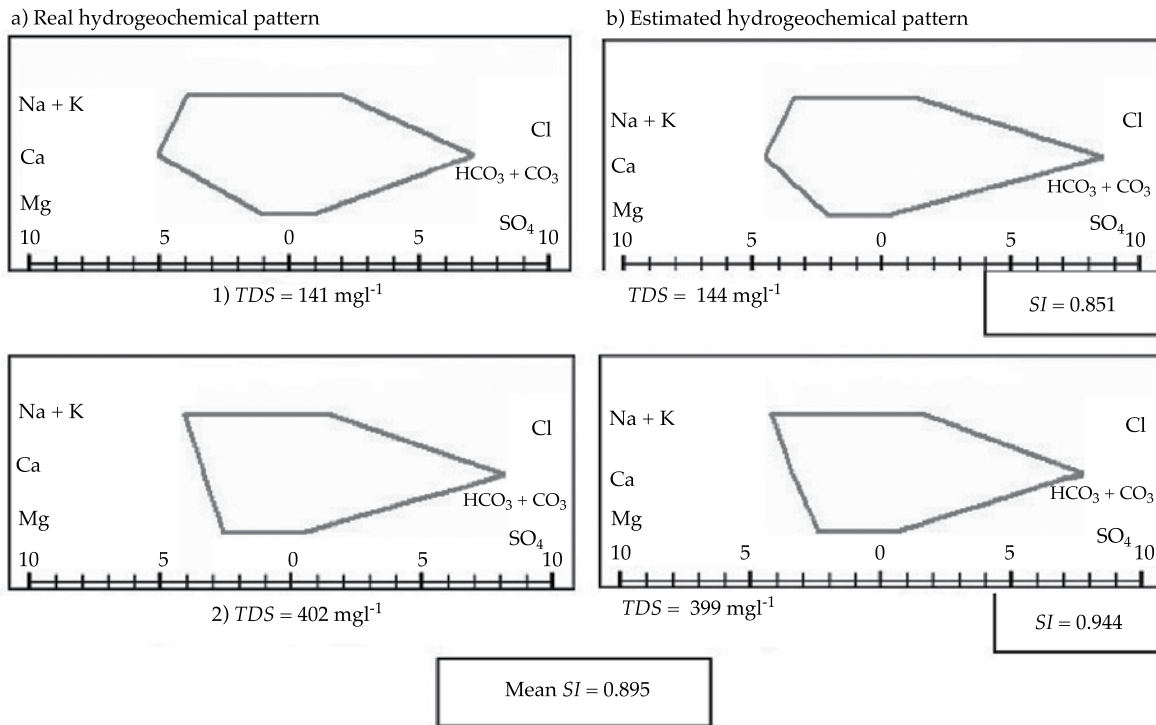 a) Real hydrogeochemical pattern
Na + K
Cl
Ca
HCO₃ + CO₃
Mg
SO₄
10 5 0 5 10
1) TDS = 141 mgl⁻¹
b) Estimated hydrogeochemical pattern
Na + K
Cl
Ca
HCO₃ + CO₃
Mg
SO₄
10 5 0 5 10
TDS = 144 mgl⁻¹
SI = 0.851
Na + K
Cl
Ca
HCO₃ + CO₃
Mg
SO₄
10 5 0 5 10
2) TDS = 402 mgl⁻¹
Na + K
Cl
Ca
HCO₃ + CO₃
Mg
SO₄
10 5 0 5 10
TDS = 399 mgl⁻¹
SI = 0.944
Mean SI = 0.895